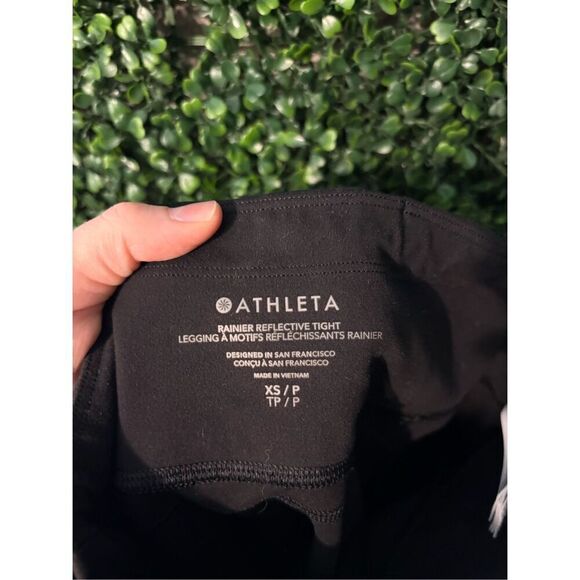 ATHLETA
RAINIER REFLECTIVE TIGHT
LEGGING À MOTIFS RÉFLÉCHISSANTS RAINIER
DESIGNED IN SAN FRANCISCO
CONÇU À SAN FRANCISCO
MADE IN VIETNAM
XS / P
TP / P